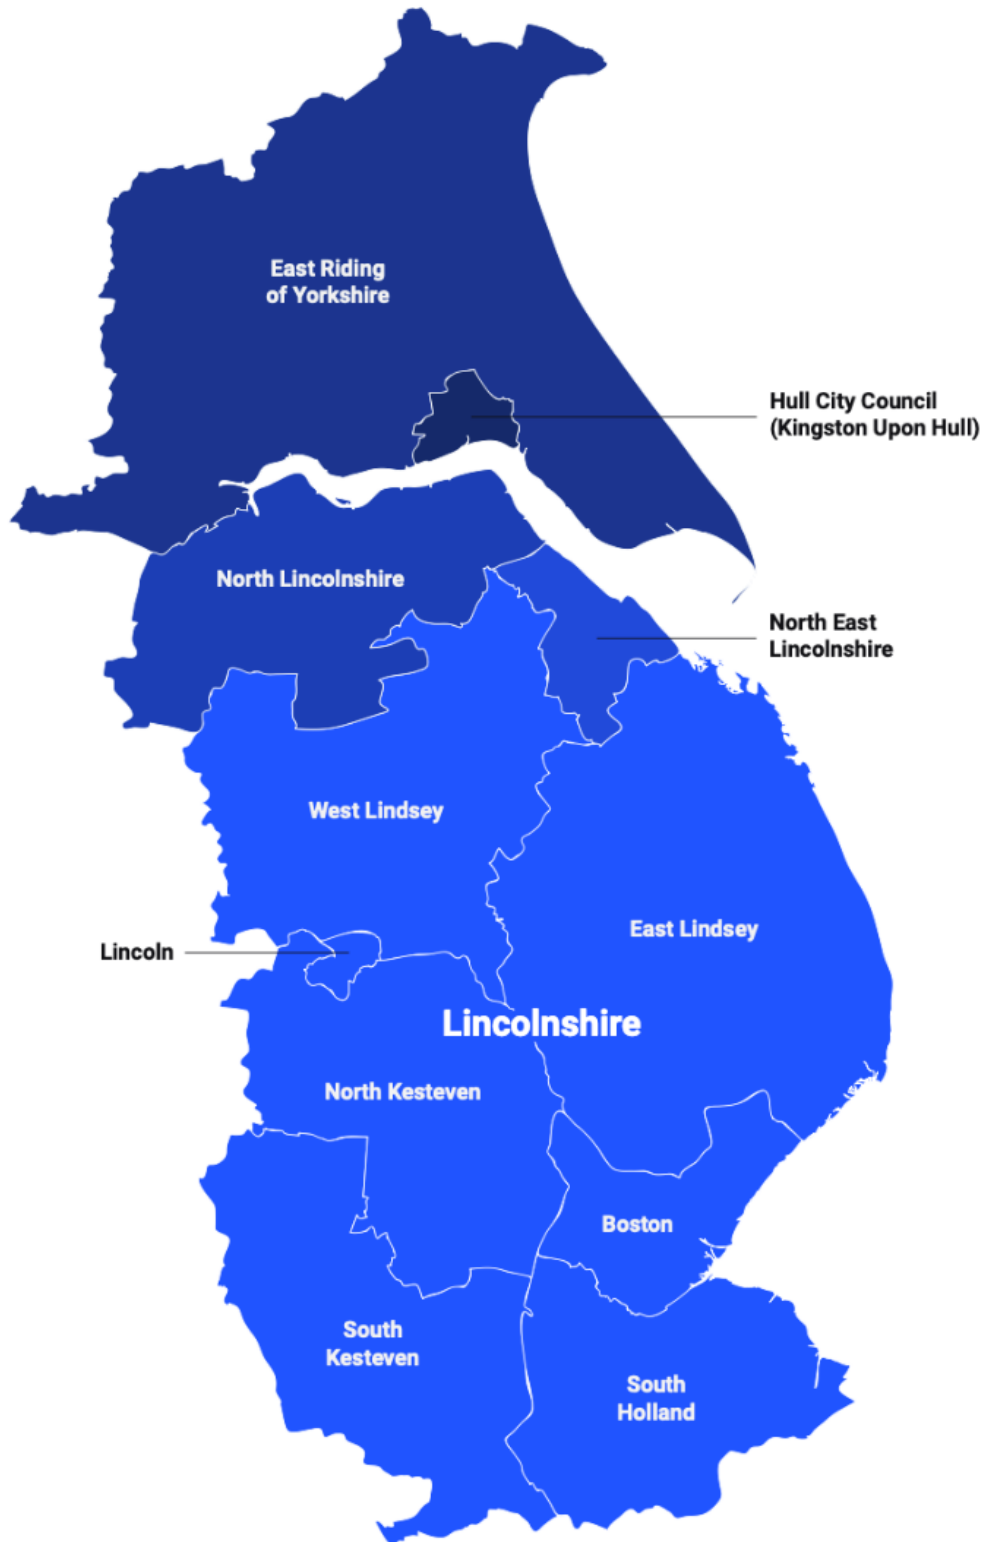 East Riding
of Yorkshire
Hull City Council
(Kingston Upon Hull)
North Lincolnshire
North East
Lincolnshire
West Lindsey
East Lindsey
Lincoln
Lincolnshire
North Kesteven
Boston
South
Kesteven
South
Holland